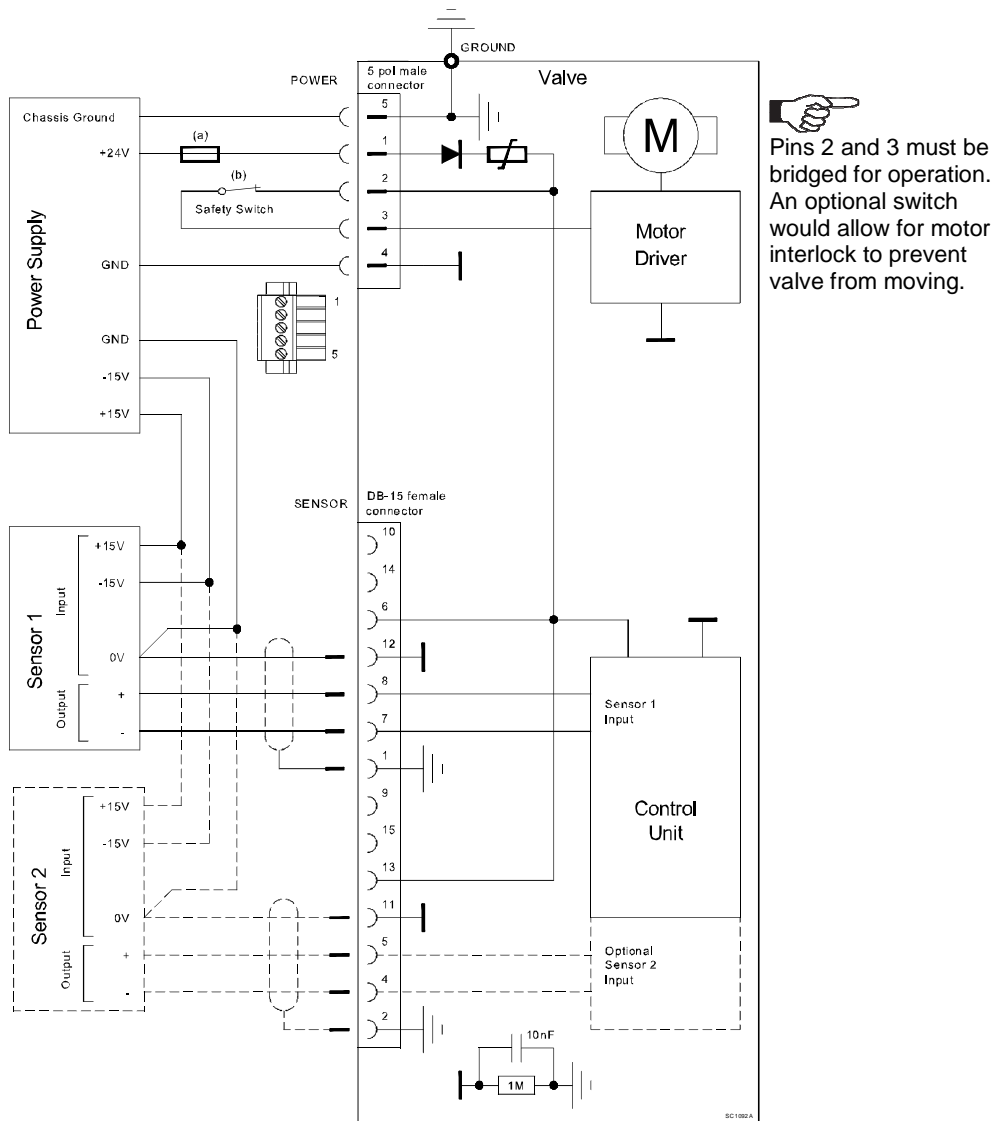 GROUND
POWER
5 pol male
connector
Valve
Chassis Ground
5
M
(a)
+24V
1
(b)
2
Safety Switch
3
Motor
Driver
GND
4
Power Supply
1
5
GND
-15V
+15V
Pins 2 and 3 must be
bridged for operation.
An optional switch
would allow for motor
interlock to prevent
valve from moving.
SENSOR
DB-15 female
connector
10
14
6
12
8
7
1
9
15
13
11
5
4
2
Sensor 1
Input
+15V
-15V
0V
Output
+
-
Sensor 1
Input
Control
Unit
Sensor 2
Input
+15V
-15V
0V
Output
+
-
Optional
Sensor 2
Input
10nF
1M
SC1092A